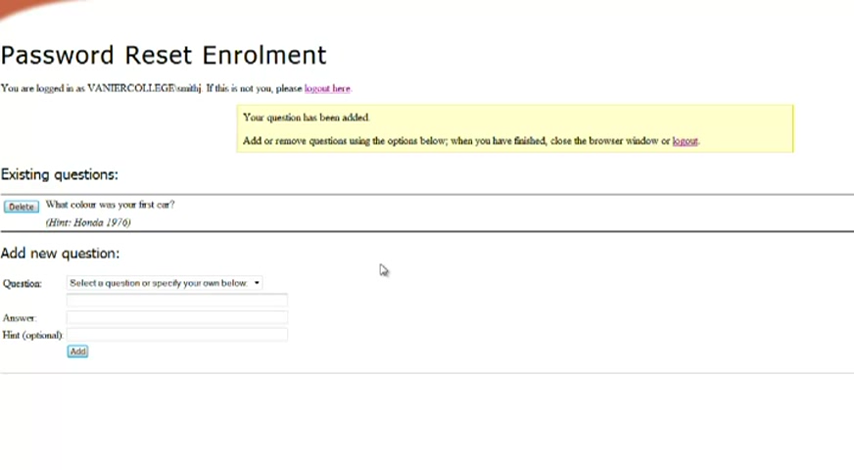 Password Reset Enrolment
You are logged in as VANIERCOLLEGE\smithj. If this is not you, please logout here.
Your question has been added.
Add or remove questions using the options below; when you have finished, close the browser window or logout.
Existing questions:
Delete What colour was your first car?
(Hint: Honda 1976)
Add new question:
Question: Select a question or specify your own below.
Answer:
Hint (optional):
Add